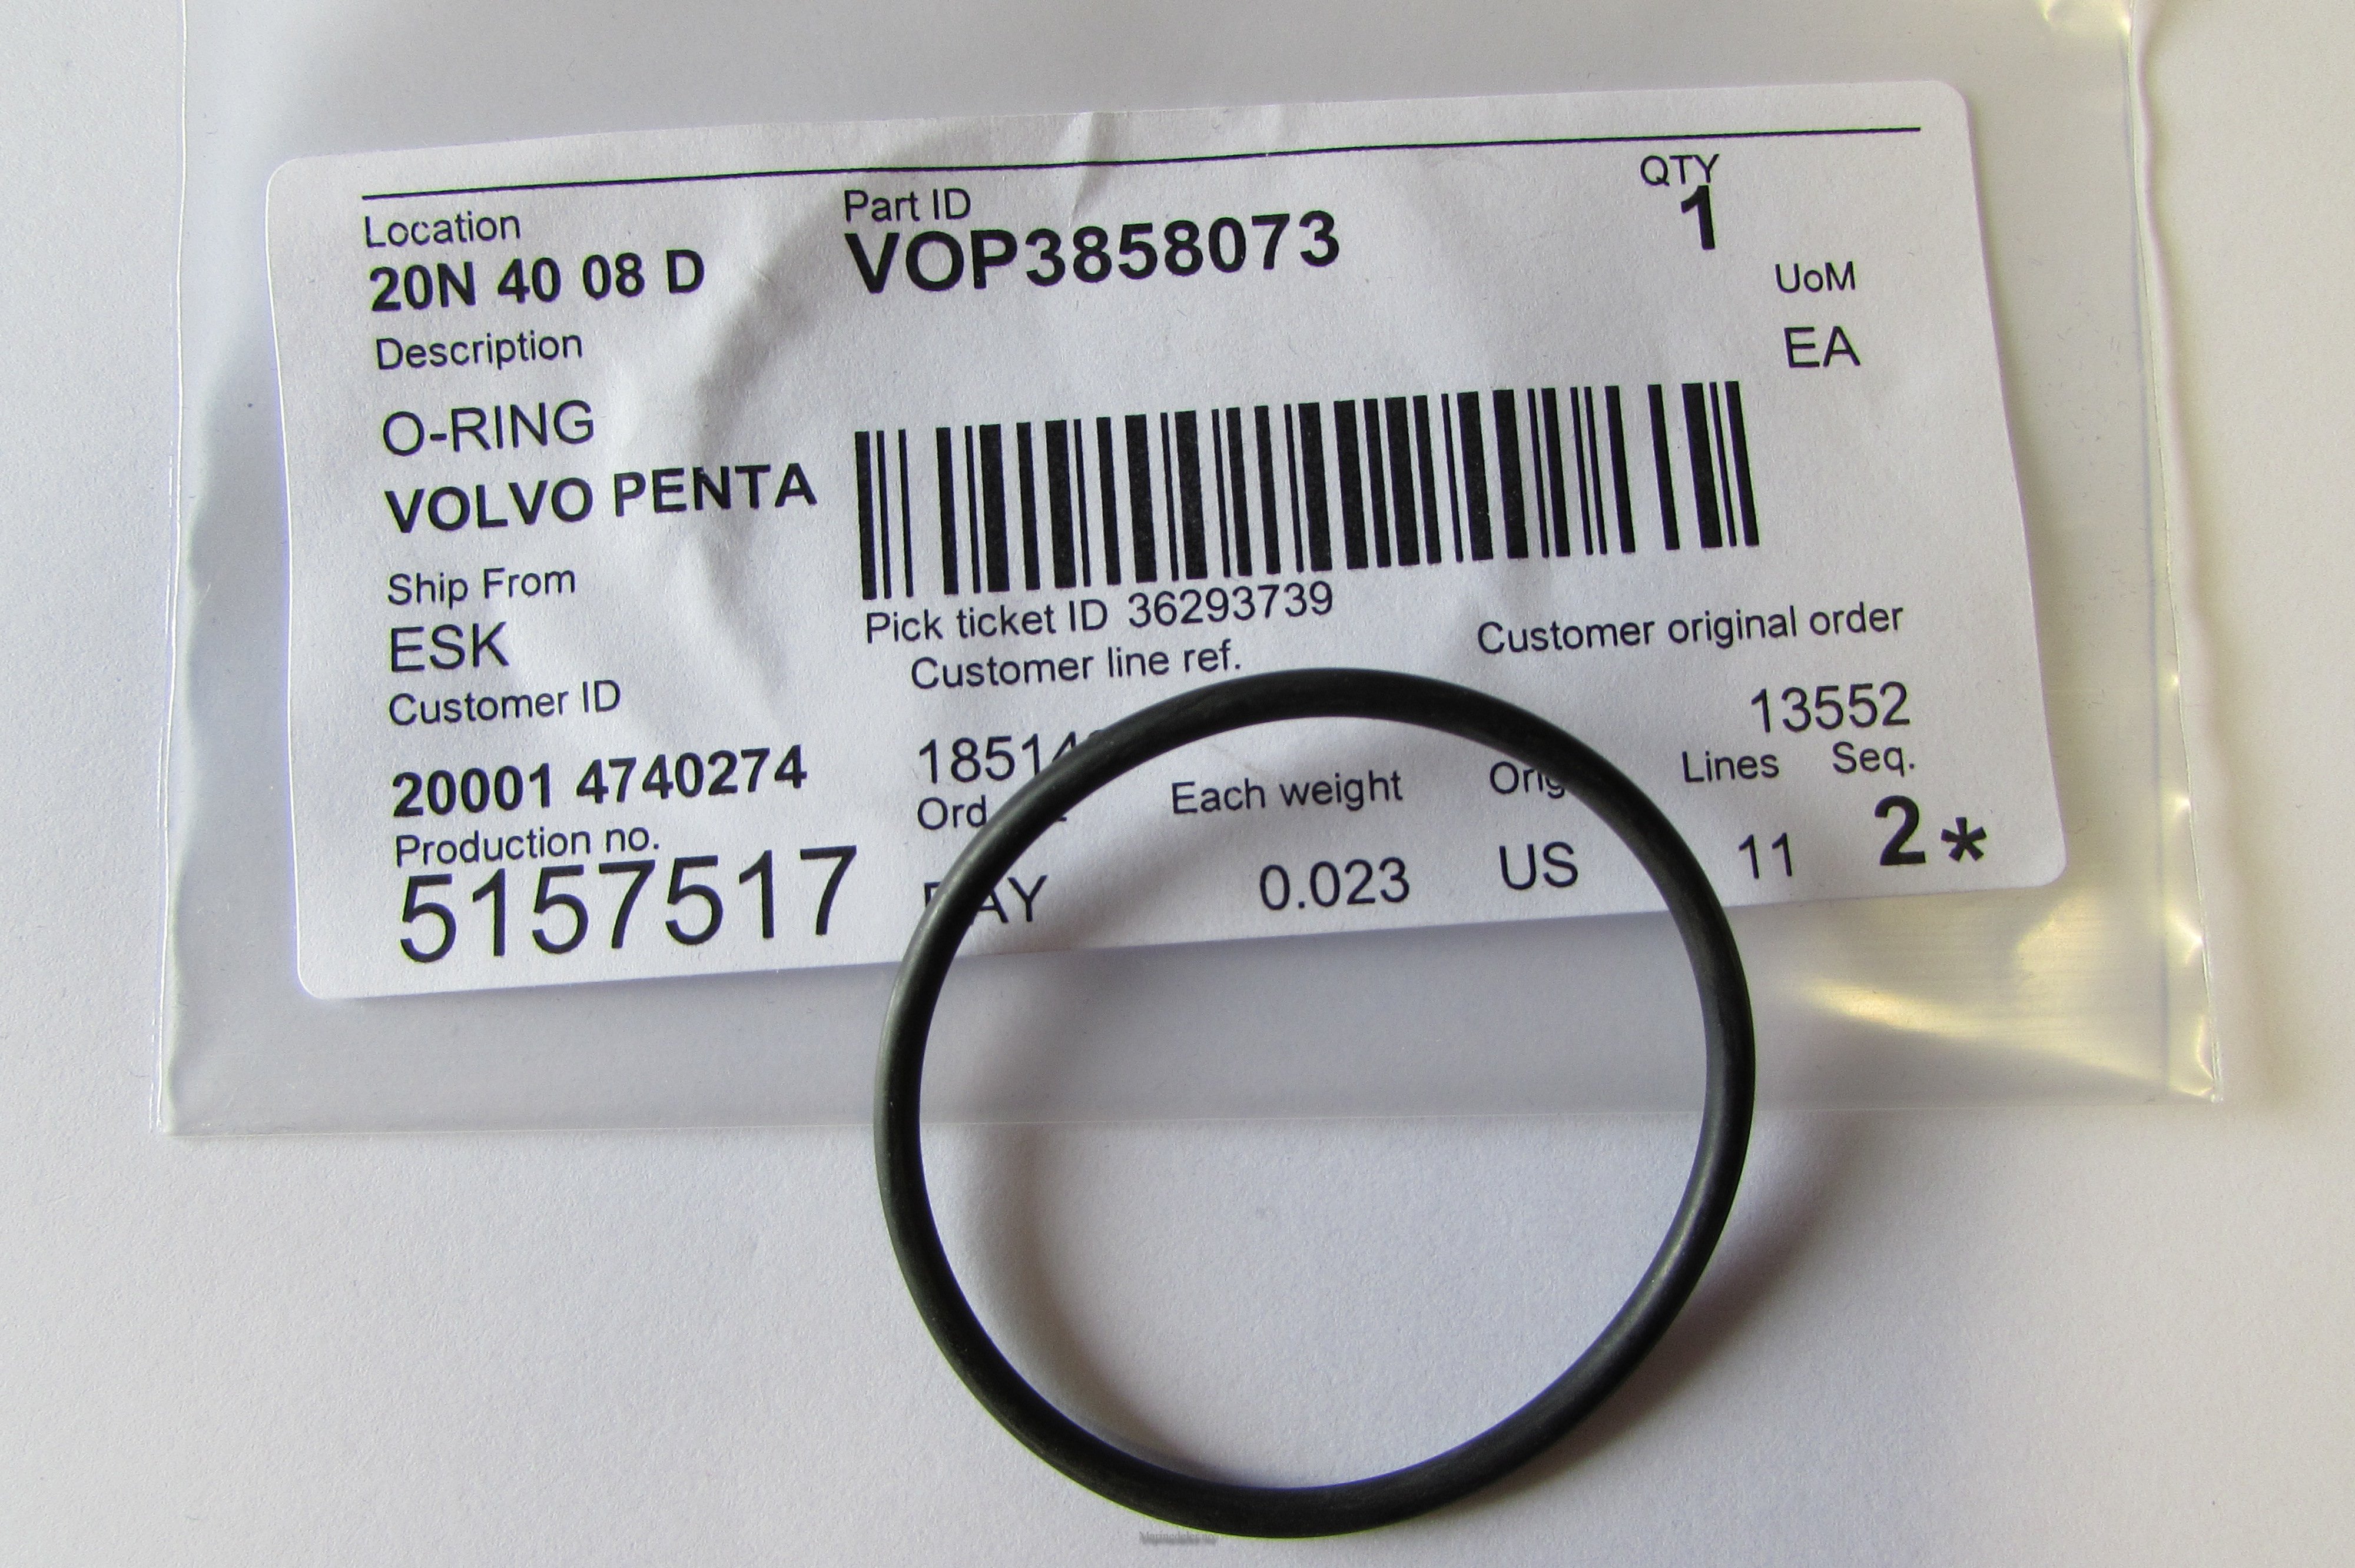 Location Part ID QTY
20N 40 08 D VOP3858073 1
UoM
Description EA
O-RING
VOLVO PENTA
Ship From Pick ticket ID 36293739
ESK Customer line ref. Customer original order
Customer ID 13552
20001 4740274 Each weight Lines Seq.
Production no.
5157517 0.023 US 11 2*